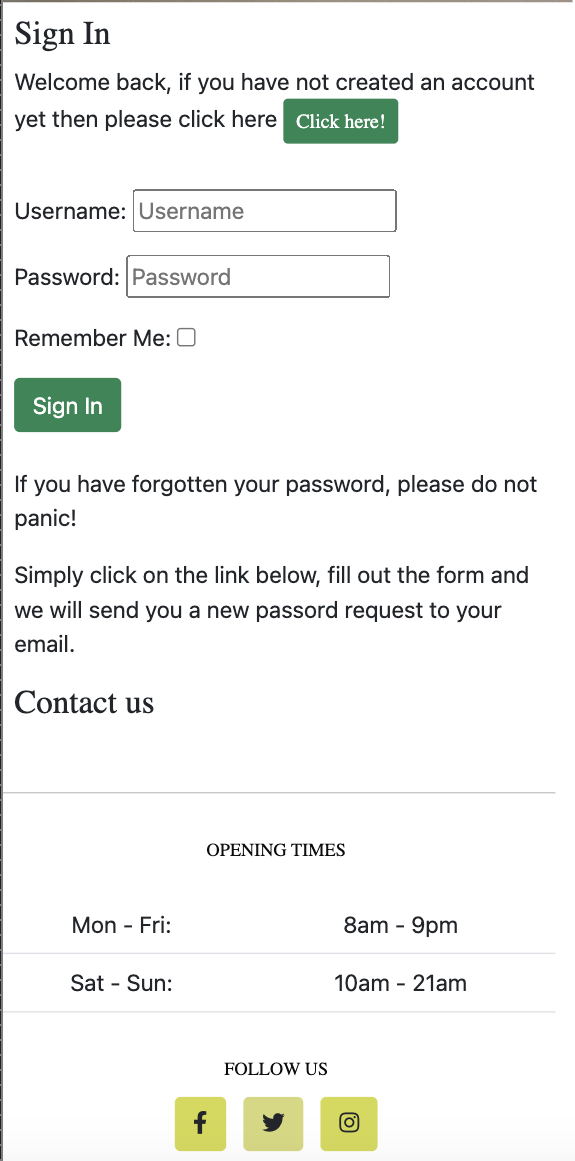 Sign In
Welcome back, if you have not created an account
yet then please click here Click here!
Username: Username
Password: Password
Remember Me:
Sign In
If you have forgotten your password, please do not
panic!
Simply click on the link below, fill out the form and
we will send you a new passord request to your
email.
Contact us
OPENING TIMES
Mon - Fri: 8am - 9pm
Sat - Sun: 10am - 21am
FOLLOW US